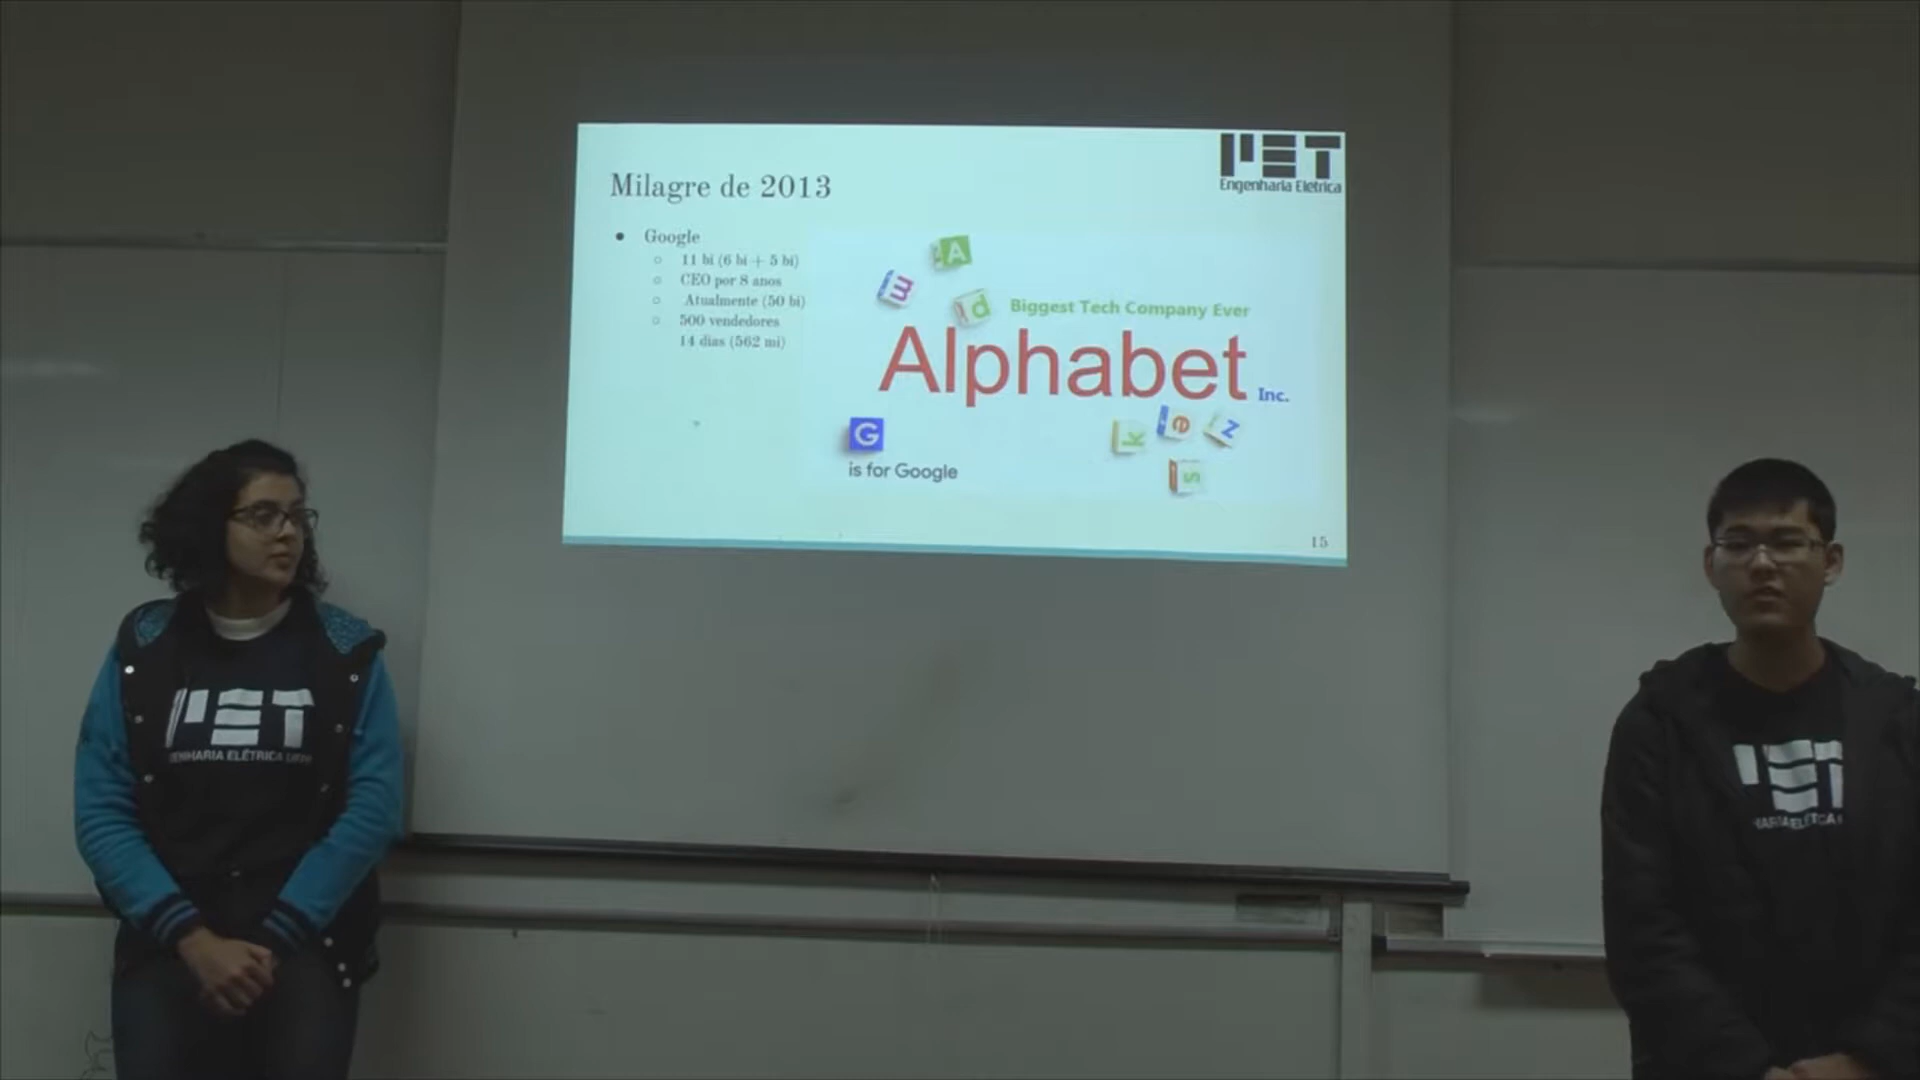 PET
Engenharia Elétrica
Milagre de 2013
● Google
○ 11 bi (6 bi + 5 bi)
○ CEO por 8 anos
○ Atualmente (50 bi)
○ 500 vendedores
14 dias (562 mi)
A
m
d
Biggest Tech Company Ever
Alphabet
Inc.
G
is for Google
k
e
z
s
15
PET
ENHARIA ELÉTRICA
PET